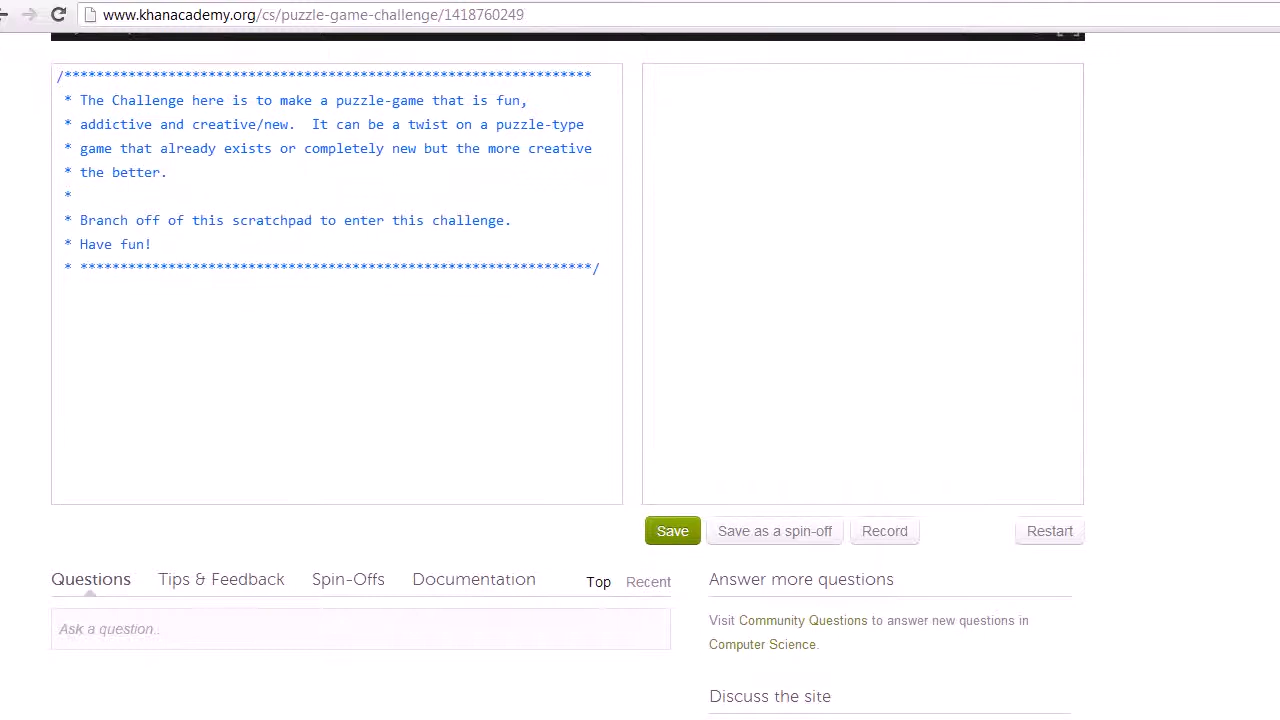 www.khanacademy.org/cs/puzzle-game-challenge/1418760249
/******************************************************************
* The Challenge here is to make a puzzle-game that is fun,
* addictive and creative/new.  It can be a twist on a puzzle-type
* game that already exists or completely new but the more creative
* the better.
*
* Branch off of this scratchpad to enter this challenge.
* Have fun!
* ****************************************************************/
Save
Save as a spin-off
Record
Restart
Questions
Tips & Feedback
Spin-Offs
Documentation
Top
Recent
Answer more questions
Ask a question..
Visit Community Questions to answer new questions in
Computer Science.
Discuss the site